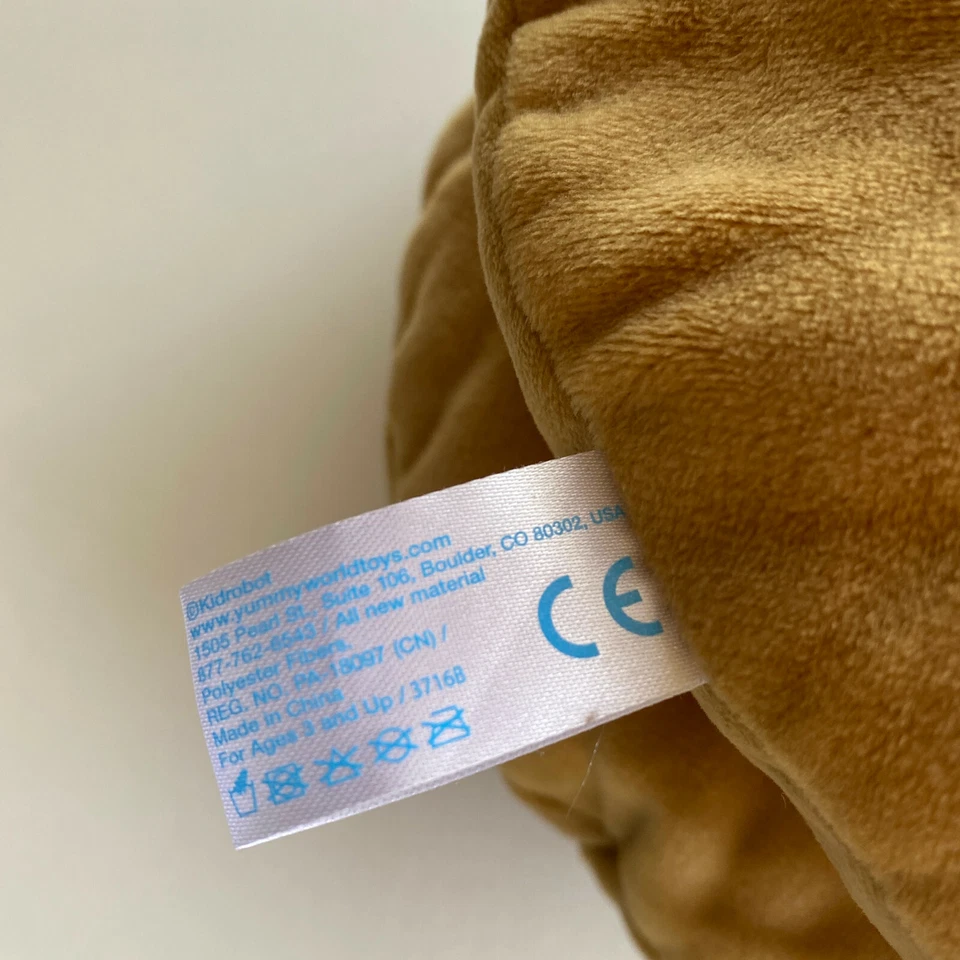 ©Kidrobot
www.yummyworldtoys.com
1505 Pearl St., Suite 106, Boulder, CO 80302, USA
877-762-6543 / All new material
Polyester Fibers.
REG. NO. PA-18097 (CN) /
Made in China
For Ages 3 and Up / 37168
CE